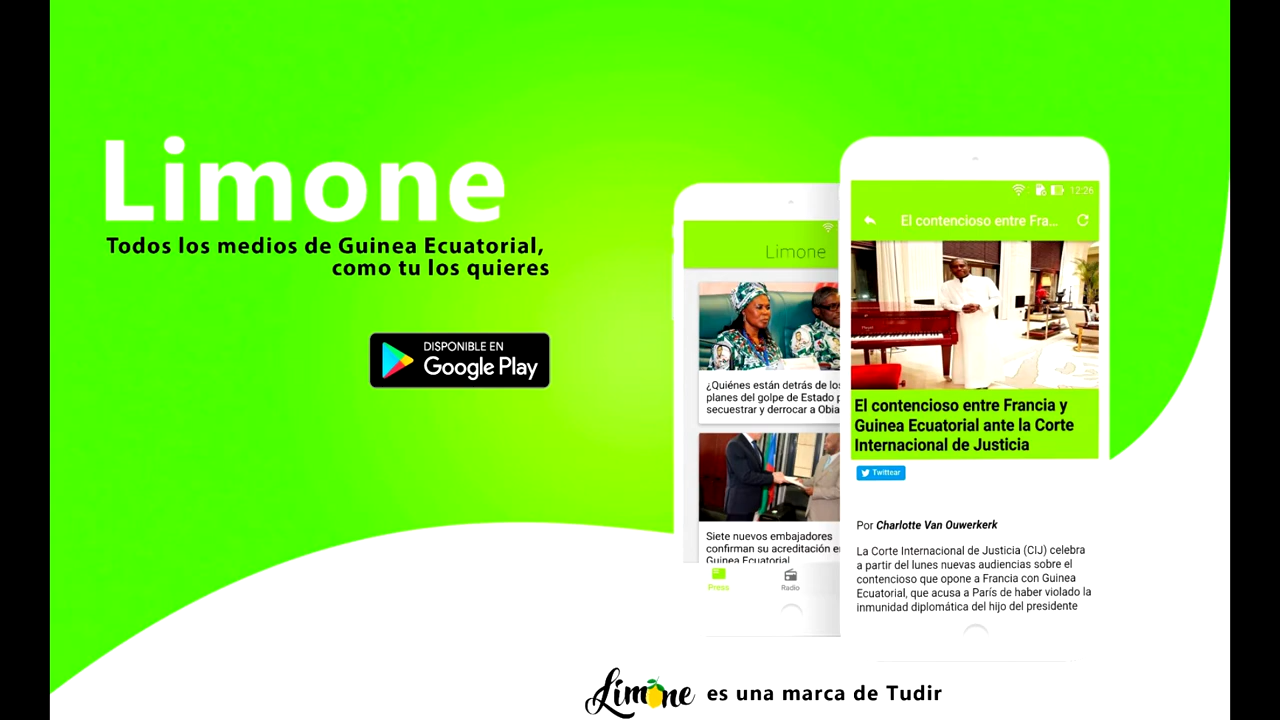 Limone
Todos los medios de Guinea Ecuatorial,
como tu los quieres
DISPONIBLE EN
Google Play
Limone
¿Quiénes están detrás de los
planes del golpe de Estado
secuestrar y derrocar a
Siete nuevos embajadores
confirman su acreditación
Guinea Ecuatorial
Press
Radio
12:26
El contencioso entre Fra...
El contencioso entre Francia y
Guinea Ecuatorial ante la Corte
Internacional de Justicia
Twittear
Por Charlotte Van Ouwerkerk
La Corte Internacional de Justicia (CIJ) celebra
a partir del lunes nuevas audiencias sobre el
contencioso que opone a Francia con Guinea
Ecuatorial, que acusa a París de haber violado la
inmunidad diplomática del hijo del presidente
Limone es una marca de Tudir